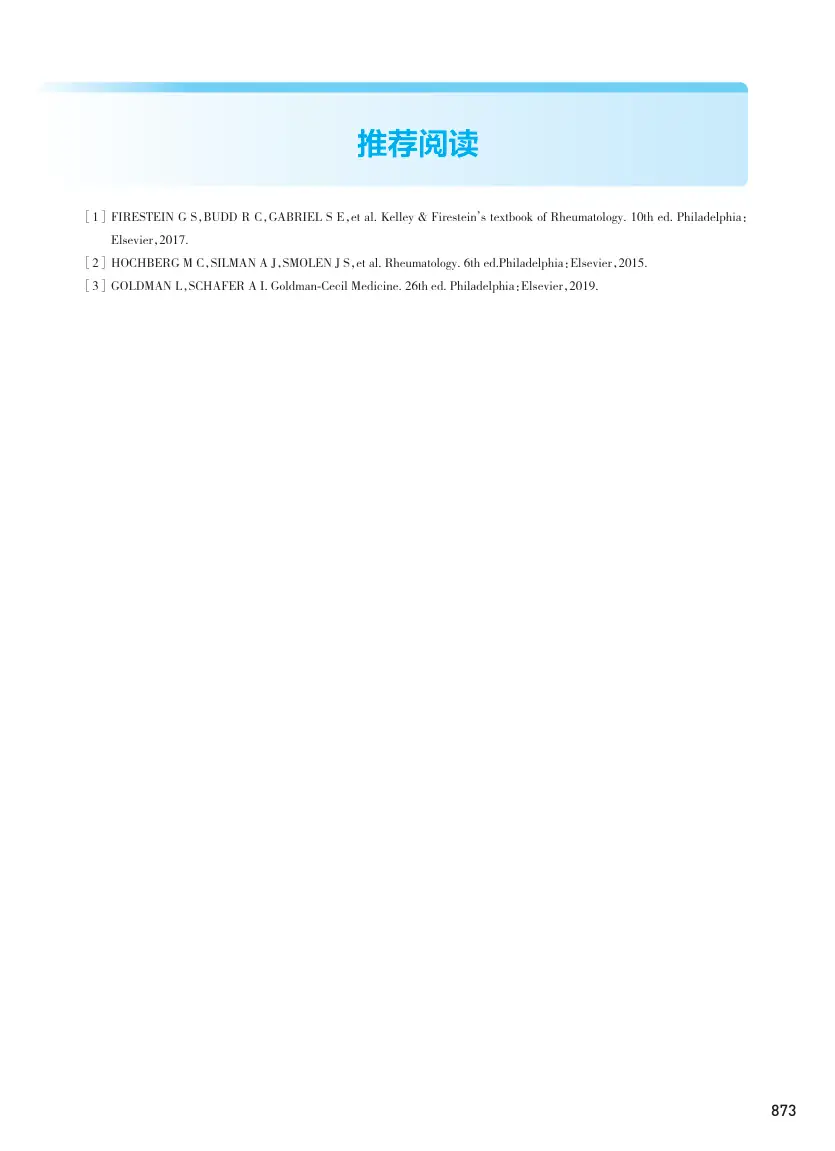 推荐阅读
［1］FIRESTEIN G S,BUDD R C,GABRIEL S E,et al. Kelley & Firestein's textbook of Rheumatology. 10th ed. Philadelphia:
Elsevier,2017.
［2］HOCHBERG M C,SILMAN A J,SMOLEN J S,et al. Rheumatology. 6th ed.Philadelphia:Elsevier,2015.
［3］GOLDMAN L,SCHAFER A I. Goldman-Cecil Medicine. 26th ed. Philadelphia:Elsevier,2019.
873